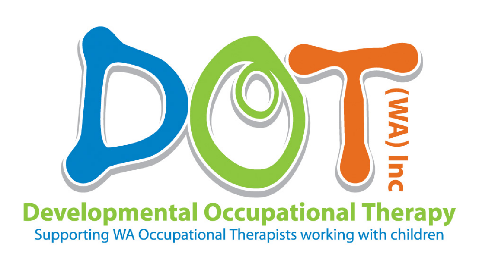 DOT
(WA) Inc
Developmental Occupational Therapy
Supporting WA Occupational Therapists working with children